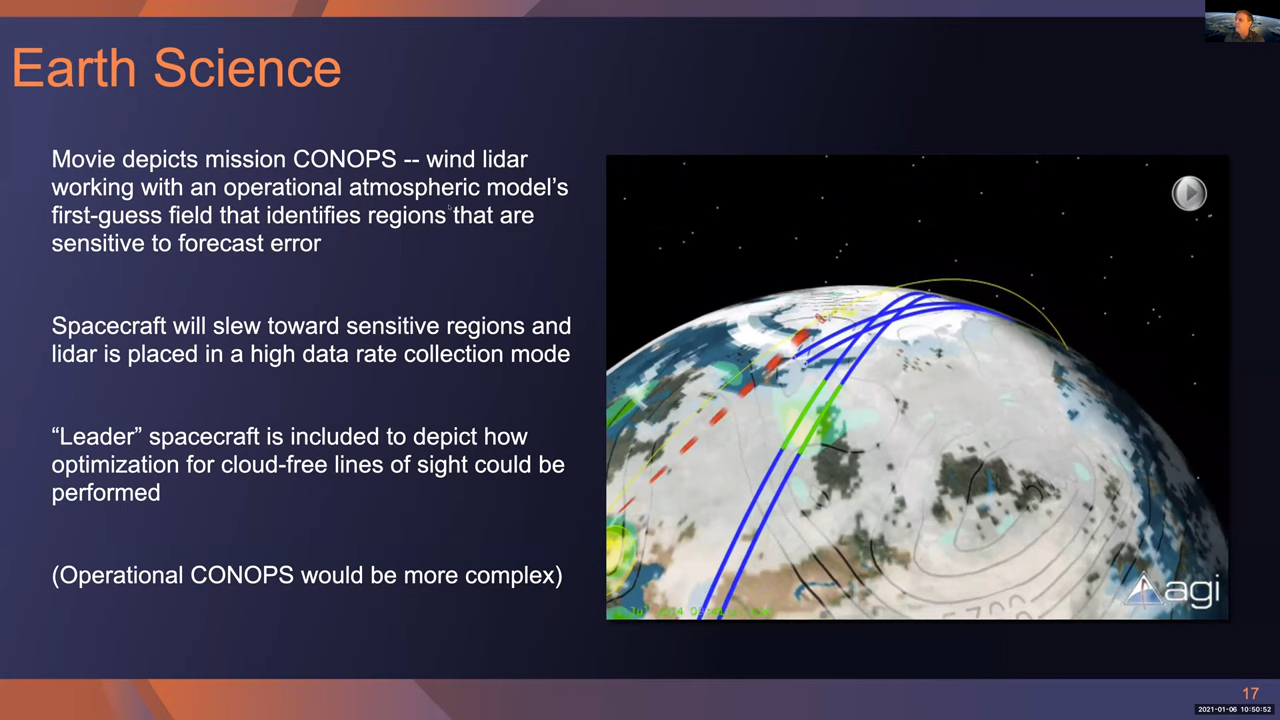 Earth Science
Movie depicts mission CONOPS -- wind lidar
working with an operational atmospheric model’s
first-guess field that identifies regions that are
sensitive to forecast error
Spacecraft will slew toward sensitive regions and
lidar is placed in a high data rate collection mode
“Leader” spacecraft is included to depict how
optimization for cloud-free lines of sight could be
performed
(Operational CONOPS would be more complex)
agi
17
2021-01-06 10:50:52